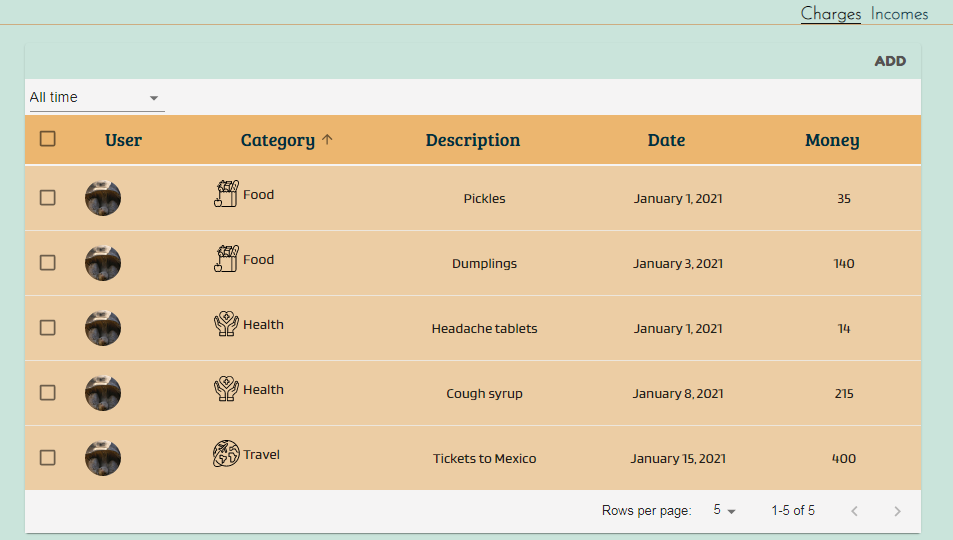 Charges Incomes
ADD
All time
User Category Description Date Money
Food Pickles January 1, 2021 35
Food Dumplings January 3, 2021 140
Health Headache tablets January 1, 2021 14
Health Cough syrup January 8, 2021 215
Travel Tickets to Mexico January 15, 2021 400
Rows per page: 5 1-5 of 5